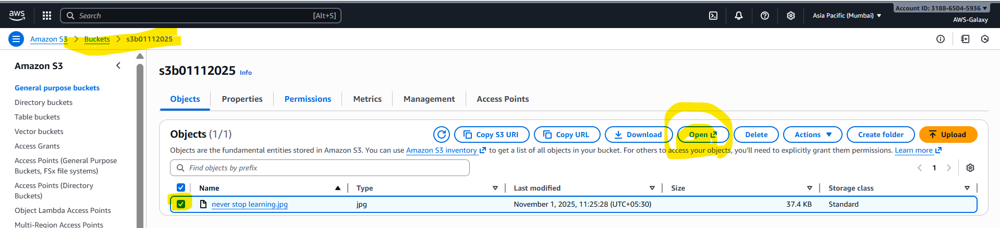 aws
Search [Alt+S]
Asia Pacific (Mumbai) ▼
Account ID: 3188-6504-5936 ▼
AWS-Galaxy
Amazon S3 > Buckets > s3b01112025
Amazon S3
General purpose buckets
Directory buckets
Table buckets
Vector buckets
Access Grants
Access Points (General Purpose
Buckets, FSx file systems)
Access Points (Directory
Buckets)
Object Lambda Access Points
Multi-Region Access Points
s3b01112025 Info
Objects Properties Permissions Metrics Management Access Points
Objects (1/1)
Copy S3 URI Copy URL Download Open Delete Actions ▼ Create folder Upload
Objects are the fundamental entities stored in Amazon S3. You can use Amazon S3 inventory to get a list of all objects in your bucket. For others to access your objects, you'll need to explicitly grant them permissions. Learn more
Find objects by prefix
< 1 >
Name Type Last modified Size Storage class
never stop learning.jpg jpg November 1, 2025, 11:25:28 (UTC+05:30) 37.4 KB Standard